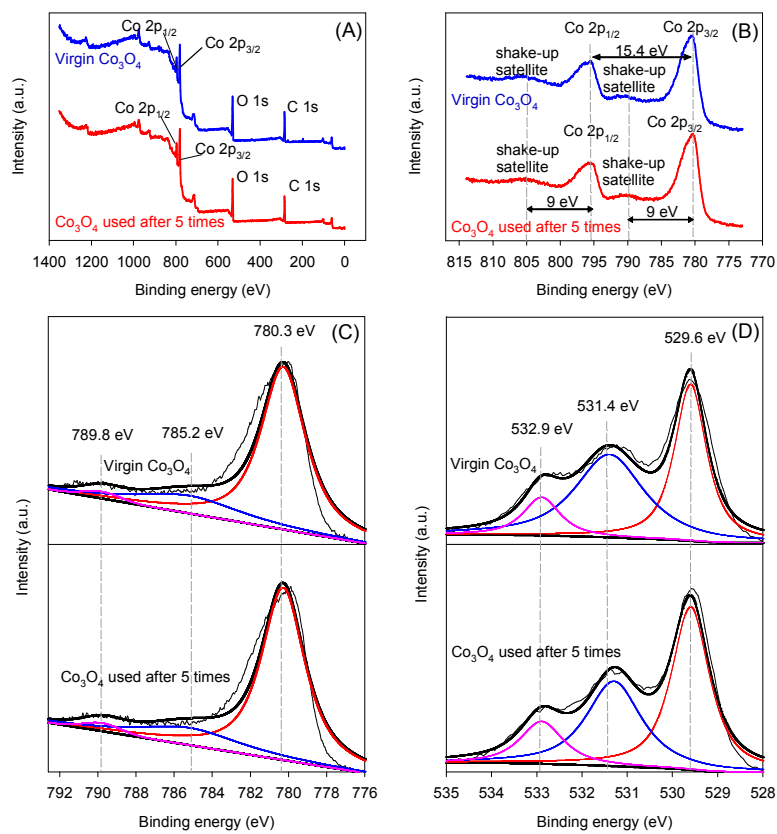 (A)
Co 2p1/2
Co 2p3/2
Virgin Co3O4
O 1s
C 1s
Co 2p1/2
Co 2p3/2
O 1s
C 1s
Co3O4 used after 5 times
Intensity (a.u.)
1400 1200 1000 800 600 400 200 0
Binding energy (eV)
(B)
Co 2p1/2
Co 2p3/2
15.4 eV
shake-up
satellite
shake-up
satellite
Virgin Co3O4
Co 2p1/2
Co 2p3/2
shake-up
satellite
shake-up
satellite
9 eV
9 eV
Co3O4 used after 5 times
Intensity (a.u.)
815 805 795 790 780 770
Binding energy (eV)
(C)
780.3 eV
789.8 eV
785.2 eV
Virgin Co3O4
Co3O4 used after 5 times
Intensity (a.u.)
792 790 788 786 784 782 780 778 776
Binding energy (eV)
(D)
529.6 eV
531.4 eV
532.9 eV
Virgin Co3O4
Co3O4 used after 5 times
Intensity (a.u.)
535 534 533 532 531 530 529 528
Binding energy (eV)